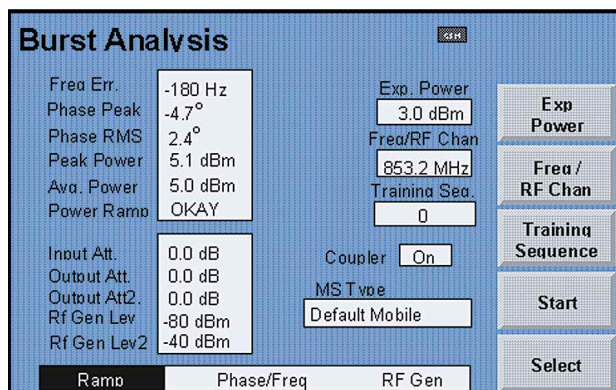 Burst Analysis
GSM
Freq Err. -180 Hz
Phase Peak -4.7°
Phase RMS 2.4°
Peak Power 5.1 dBm
Avg. Power 5.0 dBm
Power Ramp OKAY
Input Att. 0.0 dB
Output Att. 0.0 dB
Output Att2. 0.0 dB
Rf Gen Lev -80 dBm
Rf Gen Lev2 -40 dBm
Exp. Power
3.0 dBm
Freq/RF Chan
853.2 MHz
Training Seq.
0
Coupler On
MS Type
Default Mobile
Exp
Power
Freq /
RF Chan
Training
Sequence
Start
Select
Ramp Phase/Freq RF Gen